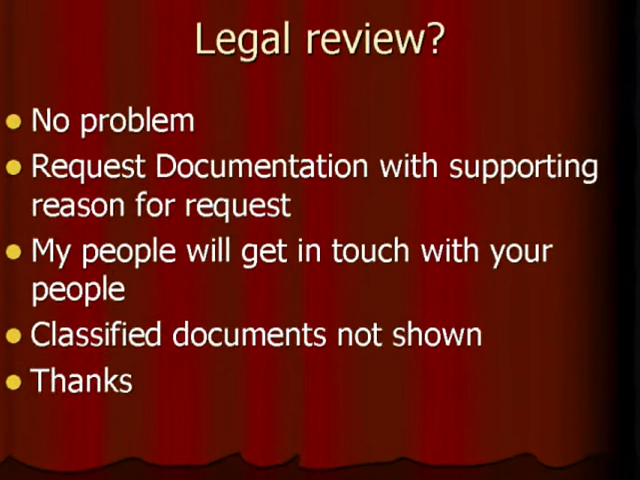 Legal review?
No problem
Request Documentation with supporting
reason for request
My people will get in touch with your
people
Classified documents not shown
Thanks